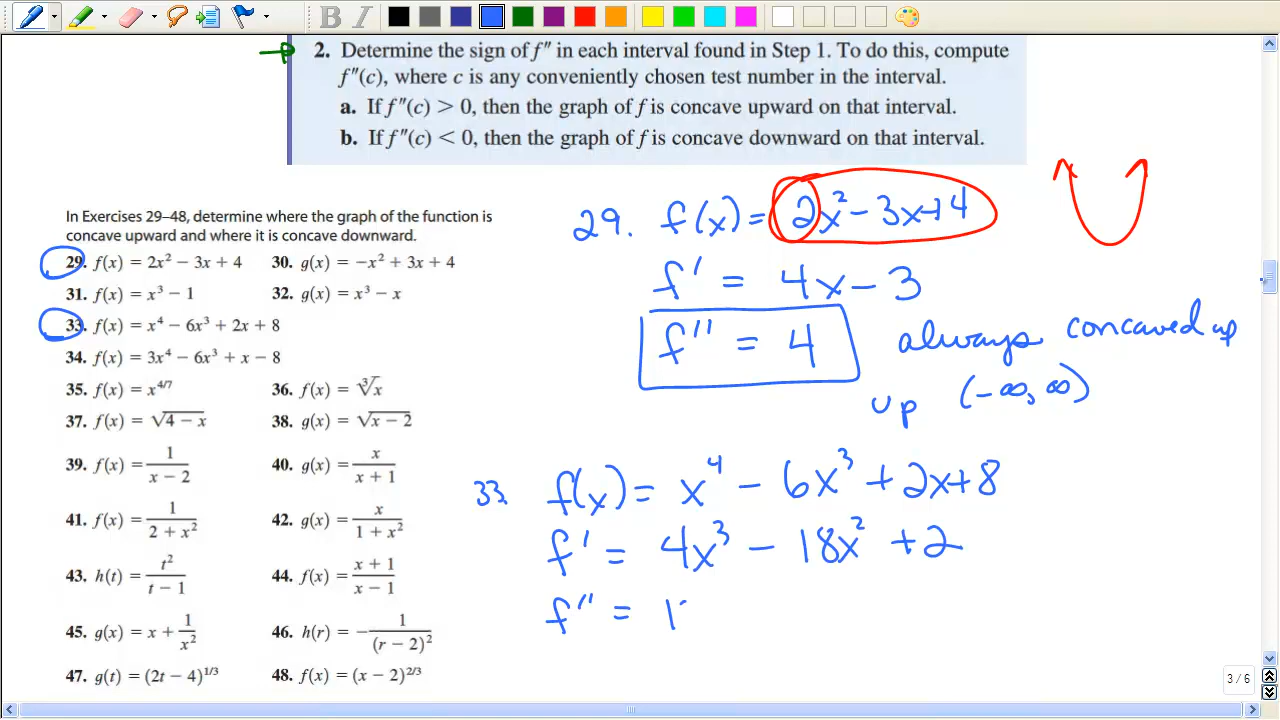 B I
2. Determine the sign of f″ in each interval found in Step 1. To do this, compute
f″(c), where c is any conveniently chosen test number in the interval.
a. If f″(c) > 0, then the graph of f is concave upward on that interval.
b. If f″(c) < 0, then the graph of f is concave downward on that interval.
In Exercises 29–48, determine where the graph of the function is
concave upward and where it is concave downward.
29. f(x) = 2x² − 3x + 4 30. g(x) = −x² + 3x + 4
31. f(x) = x³ − 1 32. g(x) = x³ − x
33. f(x) = x⁴ − 6x³ + 2x + 8
34. f(x) = 3x⁴ − 6x³ + x − 8
35. f(x) = x^4/7 36. f(x) = ∛x
37. f(x) = √(4 − x) 38. g(x) = √(x − 2)
39. f(x) = 1/(x − 2) 40. g(x) = x/(x + 1)
41. f(x) = 1/(2 + x²) 42. g(x) = x/(1 + x²)
43. h(t) = t²/(t − 1) 44. f(x) = (x + 1)/(x − 1)
45. g(x) = x + 1/x² 46. h(r) = −1/(r − 2)²
47. g(t) = (2t − 4)^1/3 48. f(x) = (x − 2)^2/3
29. f(x) = 2x² − 3x + 4
f' = 4x − 3
f'' = 4 always concaved up
up (−∞, ∞)
33. f(x) = x⁴ − 6x³ + 2x + 8
f' = 4x³ − 18x² + 2
f'' = 1
3 / 6